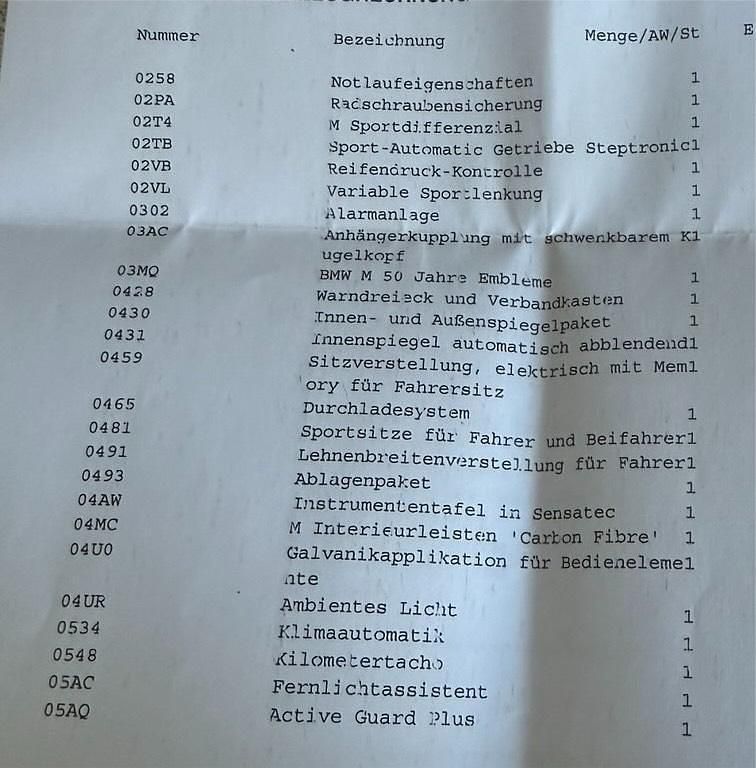 Nummer Bezeichnung Menge/AW/St E
0258 Notlaufeigenschaften 1
02PA Radschraubensicherung 1
02T4 M Sportdifferenzial 1
02TB Sport-Automatic Getriebe Steptronic1
02VB Reifendruck-Kontrolle 1
02VL Variable Sportlenkung 1
0302 Alarmanlage 1
03AC Anhängerkupplung mit schwenkbarem K1
ugelkopf
03MQ BMW M 50 Jahre Embleme 1
0428 Warndreieck und Verbandkasten 1
0430 Innen- und Außenspiegelpaket 1
0431 Innenspiegel automatisch abblendend1
0459 Sitzverstellung, elektrisch mit Mem1
ory für Fahrersitz
0465 Durchladesystem 1
0481 Sportsitze für Fahrer und Beifahrer1
0491 Lehnenbreitenverstellung für Fahrer1
0493 Ablagenpaket 1
04AW Instrumententafel in Sensatec 1
04MC M Interieurleisten 'Carbon Fibre' 1
04U0 Galvanikapplikation für Bedieneleme1
nte
04UR Ambientes Licht 1
0534 Klimaautomatik 1
0548 Kilometertacho 1
05AC Fernlichtassistent 1
05AQ Active Guard Plus 1